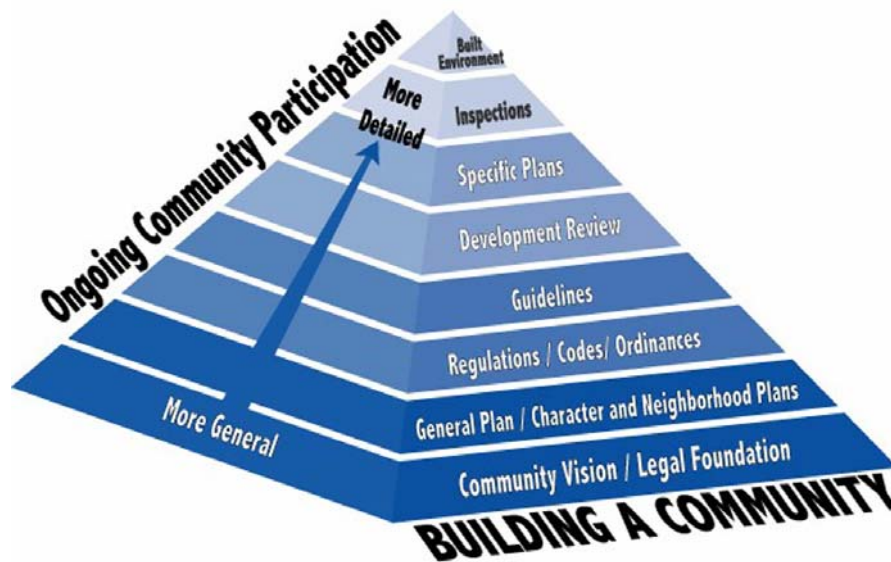 Ongoing Community Participation
More
Detailed
More General
Built
Environment
Inspections
Specific Plans
Development Review
Guidelines
Regulations / Codes/ Ordinances
General Plan / Character and Neighborhood Plans
Community Vision / Legal Foundation
BUILDING A COMMUNITY